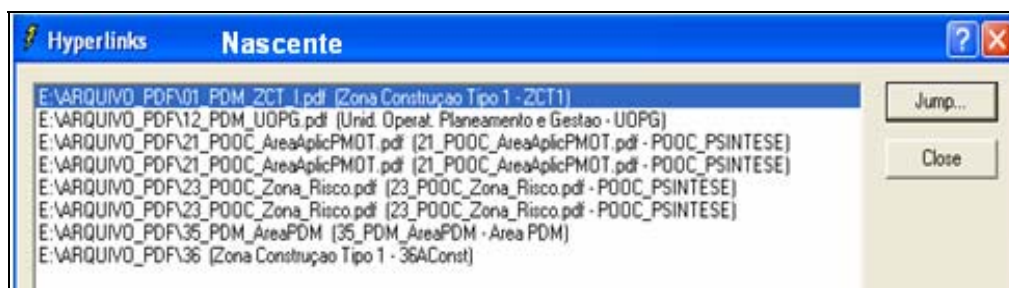 Hyperlinks Nascente
E:\ARQUIVO_PDF\01_PDM_ZCT_I.pdf (Zona Construçao Tipo 1 - ZCT1)
E:\ARQUIVO_PDF\12_PDM_UOPG.pdf (Unid. Operat. Planeamento e Gestao - UOPG)
E:\ARQUIVO_PDF\21_POOC_AreaAplicPMOT.pdf (21_POOC_AreaAplicPMOT.pdf - POOC_PSINTESE)
E:\ARQUIVO_PDF\21_POOC_AreaAplicPMOT.pdf (21_POOC_AreaAplicPMOT.pdf - POOC_PSINTESE)
E:\ARQUIVO_PDF\23_POOC_Zona_Risco.pdf (23_POOC_Zona_Risco.pdf - POOC_PSINTESE)
E:\ARQUIVO_PDF\23_POOC_Zona_Risco.pdf (23_POOC_Zona_Risco.pdf - POOC_PSINTESE)
E:\ARQUIVO_PDF\35_PDM_AreaPDM (35_PDM_AreaPDM - Area PDM)
E:\ARQUIVO_PDF\36 (Zona Construçao Tipo 1 - 36AConst)
Jump...
Close